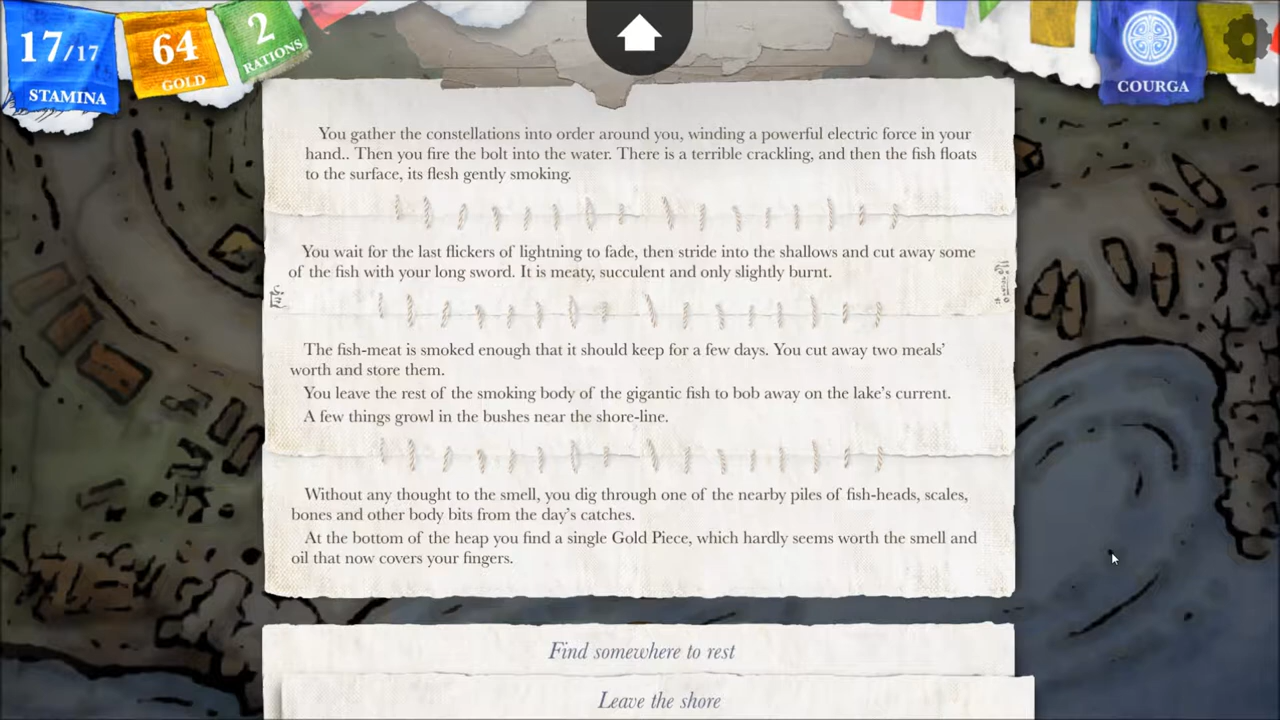 17/17
STAMINA
64
GOLD
2
RATIONS
COURGA
You gather the constellations into order around you, winding a powerful electric force in your
hand.. Then you fire the bolt into the water. There is a terrible crackling, and then the fish floats
to the surface, its flesh gently smoking.
You wait for the last flickers of lightning to fade, then stride into the shallows and cut away some
of the fish with your long sword. It is meaty, succulent and only slightly burnt.
The fish-meat is smoked enough that it should keep for a few days. You cut away two meals’
worth and store them.
You leave the rest of the smoking body of the gigantic fish to bob away on the lake’s current.
A few things growl in the bushes near the shore-line.
Without any thought to the smell, you dig through one of the nearby piles of fish-heads, scales,
bones and other body bits from the day’s catches.
At the bottom of the heap you find a single Gold Piece, which hardly seems worth the smell and
oil that now covers your fingers.
Find somewhere to rest
Leave the shore